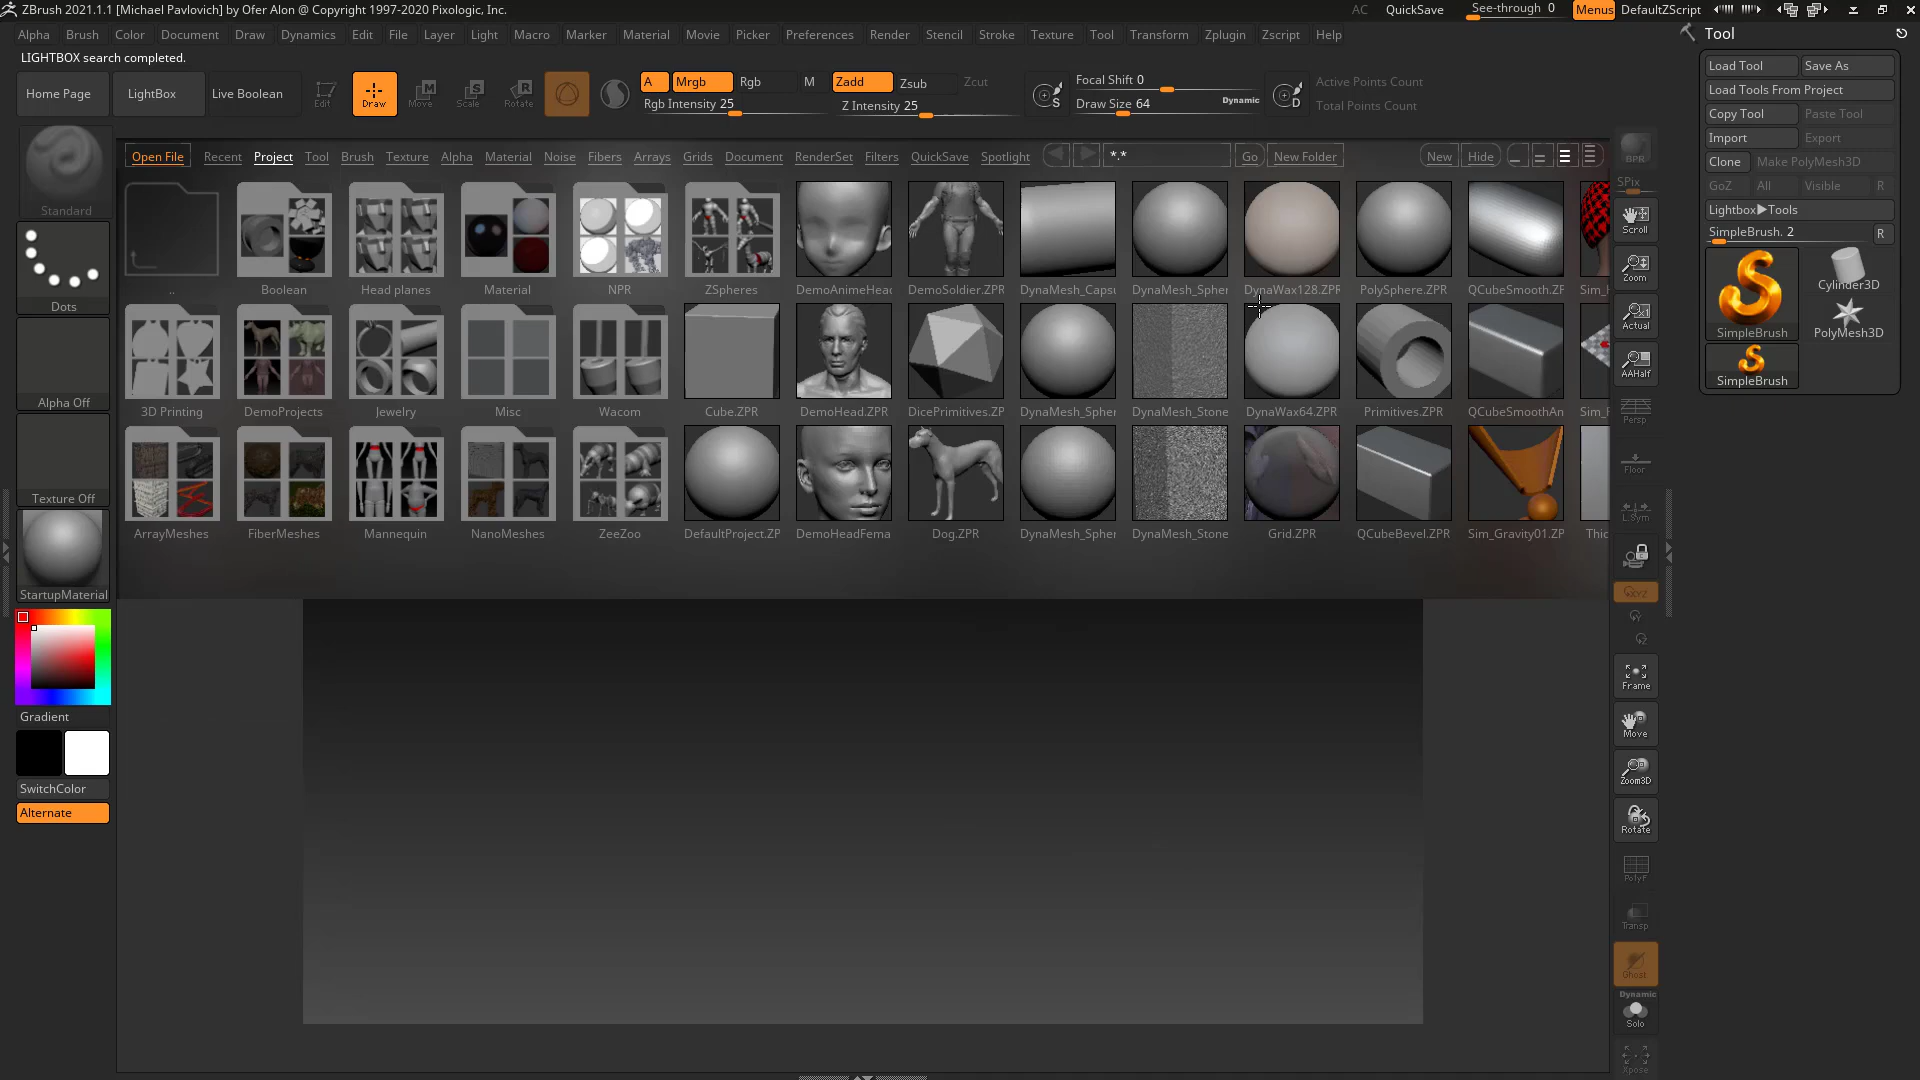 ZBrush 2021.1.1 [Michael Pavlovich] by Ofer Alon @ Copyright 1997-2020 Pixologic, Inc.
AC QuickSave See-through 0 Menus DefaultZScript
Alpha Brush Color Document Draw Dynamics Edit File Layer Light Macro Marker Material Movie Picker Preferences Render Stencil Stroke Texture Tool Transform Zplugin Zscript Help
LIGHTBOX search completed.
Home Page LightBox Live Boolean Edit Draw Move Scale Rotate
A Mrgb Rgb M Zadd Zsub Zcut
Rgb Intensity 25 Z Intensity 25
Focal Shift 0
Draw Size 64 Dynamic
Active Points Count
Total Points Count
Open File Recent Project Tool Brush Texture Alpha Material Noise Fibers Arrays Grids Document RenderSet Filters QuickSave Spotlight *.* Go New Folder New Hide
.. Boolean Head planes Material NPR ZSpheres DemoAnimeHeac DemoSoldier.ZPR DynaMesh_Capsu DynaMesh_Spher DynaWax128.ZPR PolySphere.ZPR QCubeSmooth.ZF
3D Printing DemoProjects Jewelry Misc Wacom Cube.ZPR DemoHead.ZPR DicePrimitives.ZP DynaMesh_Spher DynaMesh_Stone DynaWax64.ZPR Primitives.ZPR QCubeSmoothAn
ArrayMeshes FiberMeshes Mannequin NanoMeshes ZeeZoo DefaultProject.ZP DemoHeadFema Dog.ZPR DynaMesh_Spher DynaMesh_Stone Grid.ZPR QCubeBevel.ZPR Sim_Gravity01.ZP Thic
Standard
Dots
Alpha Off
Texture Off
StartupMaterial
Gradient
SwitchColor
Alternate
BPR
SPix
Scroll
Zoom
Actual
AAHalf
Persp
Floor
L.Sym
XYZ
Frame
Move
Zoom3D
Rotate
PolyF
Transp
Ghost
Dynamic
Solo
Xpose
Tool
Load Tool Save As
Load Tools From Project
Copy Tool Paste Tool
Import Export
Clone Make PolyMesh3D
GoZ All Visible R
Lightbox▶Tools
SimpleBrush. 2 R
Cylinder3D
SimpleBrush PolyMesh3D
SimpleBrush